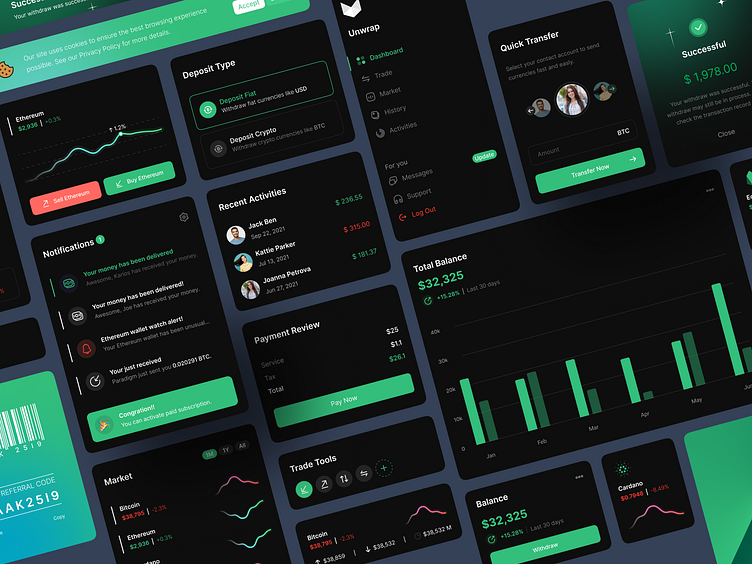 Your withdrawal was succes
Our site uses cookies to ensure the best browsing experience
possible. See our Privacy Policy for more details.
Accept
Ethereum
$2,936 | +0.3%
1.2%
Sell Ethereum
Buy Ethereum
Deposit Type
Deposit Fiat
Withdraw fiat currencies like USD
Deposit Crypto
Withdraw crypto currencies like BTC
Unwrap
Dashboard
Trade
Market
History
Activities
For you
Messages
Update
Support
Log Out
Quick Transfer
Select your contact account to send
currencies fast and easily.
Amount
BTC
Transfer Now
Successful
$ 1,978.00
Your withdraw was successful.
withdraw may still be in process,
check the transaction recor
Close
Notifications
1
Your money has been delivered
Awesome, Kanos has received your money.
Your money has been delivered!
Awesome, Joe has received your money.
Ethereum wallet watch alert!
Your Ethereum wallet has been unusual...
Your just received
Paradigm just sent you 0.020291 BTC.
Congration!!
You can activate paid subscription.
Recent Activities
Jack Ben
Sep 22, 2021
$ 236.55
Kattie Parker
Jul 13, 2021
$ 315.00
Joanna Petrova
Jun 27, 2021
$ 181.37
Payment Review
Service
$25
Tax
$1.1
Total
$26.1
Pay Now
Total Balance
$32,325
+15.28% | Last 30 days
40k
30k
20k
10k
0
Jan
Feb
Mar
Apr
May
REFERRAL CODE
AAK25I9
Copy
Market
1M
1Y
All
Bitcoin
$38,795 | -2.3%
Ethereum
$2,936 | +0.3%
Trade Tools
Bitcoin
$38,795 | -2.3%
$38,859
$38,532
$38,532 M
Balance
$32,325
+15.28% | Last 30 days
Withdraw
Cardano
$0.7948 | -8.49%